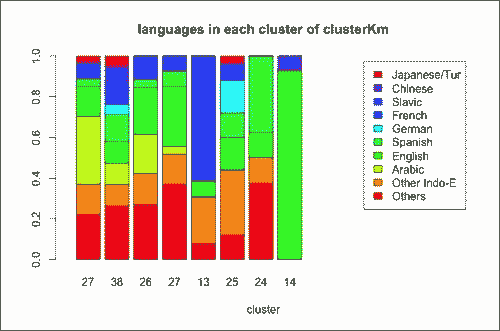 languages in each cluster of clusterKm
1.0
0.8
0.6
0.4
0.2
0.0
27 38 26 27 13 25 24 14
cluster
Japanese/Tur
Chinese
Slavic
French
German
Spanish
English
Arabic
Other Indo-E
Others